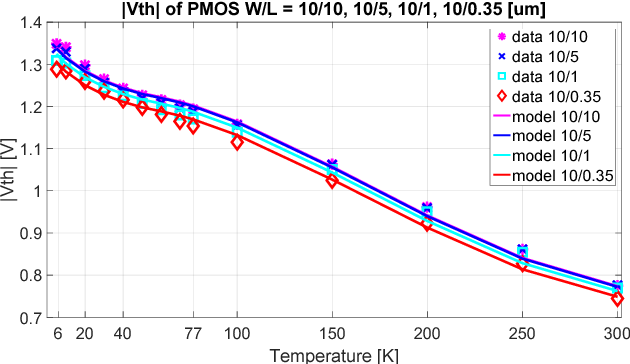 |Vth| of PMOS W/L = 10/10, 10/5, 10/1, 10/0.35 [um]
data 10/10
data 10/5
data 10/1
data 10/0.35
model 10/10
model 10/5
model 10/1
model 10/0.35
|Vth| [V]
1.4
1.3
1.2
1.1
1
0.9
0.8
0.7
6 20 40 77 100 150 200 250 300
Temperature [K]